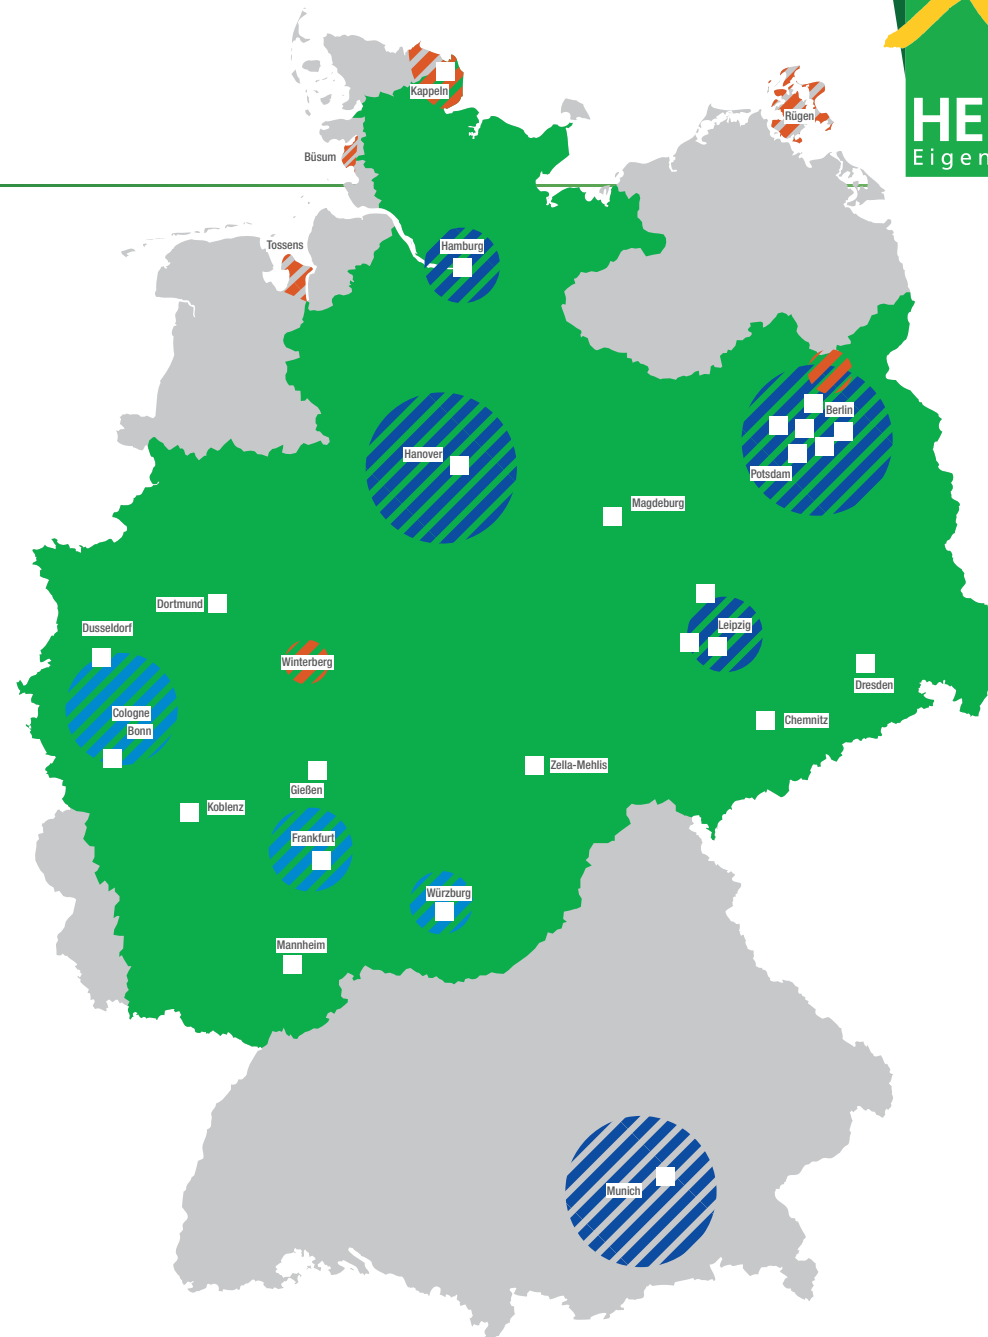 HE
Eigen
Kappeln
Rügen
Büsum
Tossens
Hamburg
Berlin
Hanover
Potsdam
Magdeburg
Dortmund
Dusseldorf
Leipzig
Winterberg
Dresden
Cologne
Chemnitz
Bonn
Zella-Mehlis
Gießen
Koblenz
Frankfurt
Würzburg
Mannheim
Munich